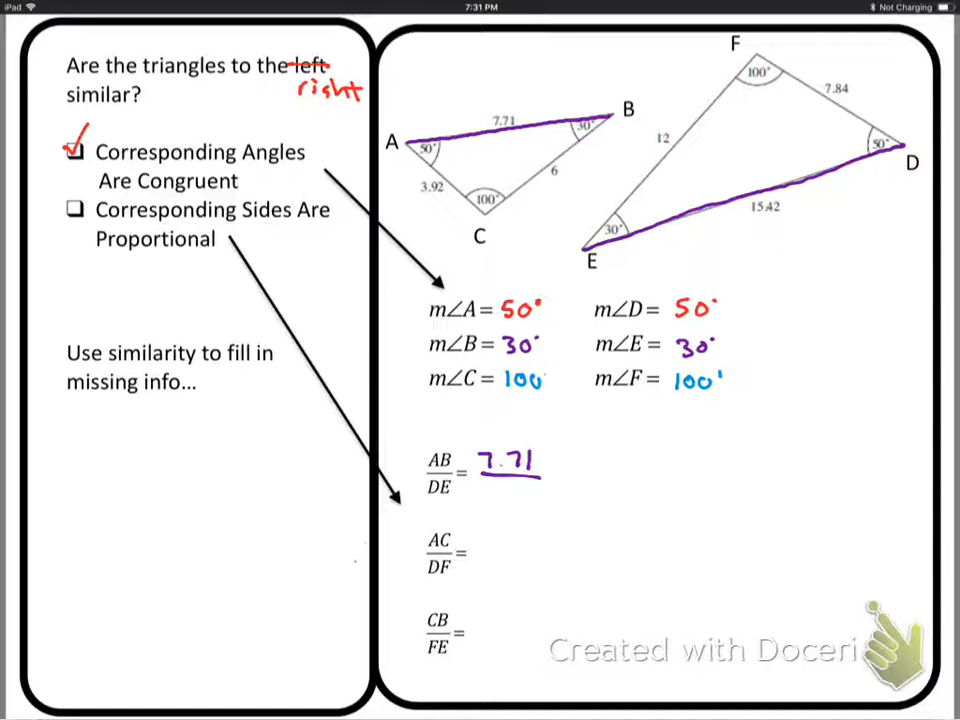 iPad
7:31 PM
Not Charging
Are the triangles to the left
right
similar?
Corresponding Angles
Are Congruent
Corresponding Sides Are
Proportional
Use similarity to fill in
missing info...
A
B
C
7.71
50°
30°
3.92
6
100°
F
100°
7.84
12
50°
D
15.42
30°
E
m∠A= 50° m∠D= 50°
m∠B = 30° m∠E = 30°
m∠C = 100 m∠F = 100°
AB
DE
= 7.71
AC
DF
=
CB
FE
=
Created with Doceri